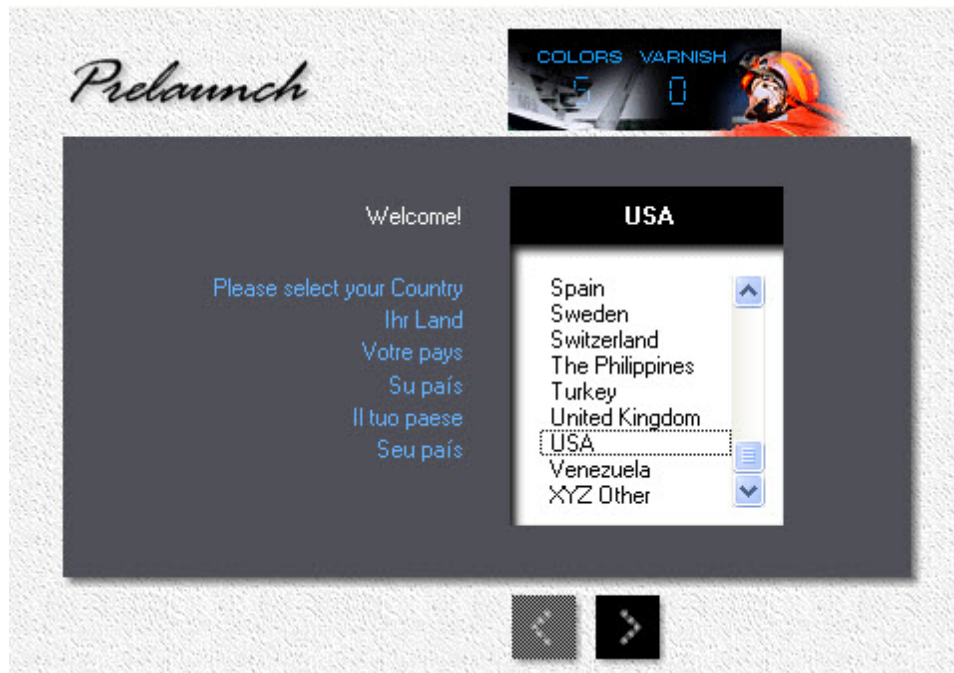 Prelaunch
COLORS VARNISH
5 0
Welcome!
USA
Please select your Country
Ihr Land
Votre pays
Su país
Il tuo paese
Seu país
Spain
Sweden
Switzerland
The Philippines
Turkey
United Kingdom
USA
Venezuela
XYZ Other